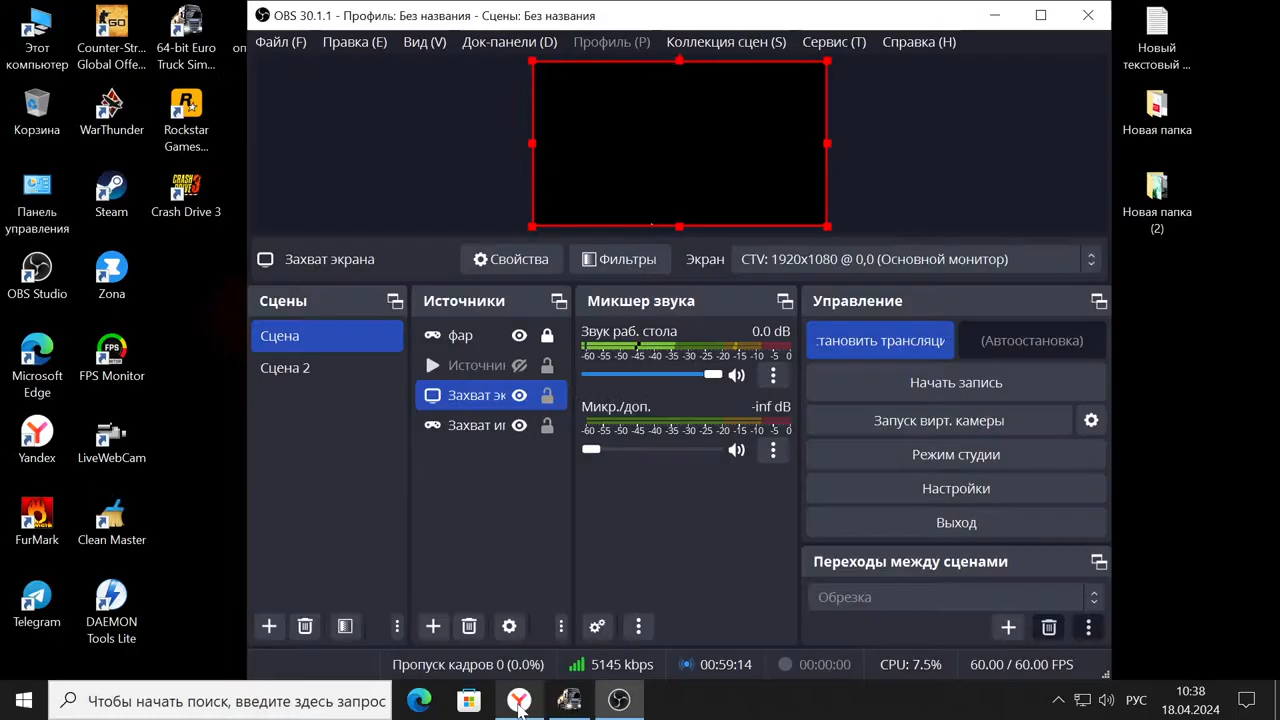 Этот
компьютер
Counter-Str...
Global Offe...
64-bit Euro
Truck Sim...
Корзина
WarThunder
Rockstar
Games...
Панель
управления
Steam
Crash Drive 3
OBS Studio
Zona
Microsoft
Edge
FPS Monitor
Yandex
LiveWebCam
FurMark
Clean Master
Telegram
DAEMON
Tools Lite
OBS 30.1.1 - Профиль: Без названия - Сцены: Без названия
Файл (F) Правка (E) Вид (V) Док-панели (D) Профиль (P) Коллекция сцен (S) Сервис (T) Справка (H)
Захват экрана Свойства Фильтры Экран CTV: 1920x1080 @ 0,0 (Основной монитор)
Сцены
Сцена
Сцена 2
Источники
фар
Источни
Захват эк
Захват иг
Микшер звука
Звук раб. стола 0.0 dB
-60 -55 -50 -45 -40 -35 -30 -25 -20 -15 -10 -5 0
Микр./доп. -inf dB
-60 -55 -50 -45 -40 -35 -30 -25 -20 -15 -10 -5 0
Управление
тановить трансляци (Автоостановка)
Начать запись
Запуск вирт. камеры
Режим студии
Настройки
Выход
Переходы между сценами
Обрезка
Пропуск кадров 0 (0.0%) 5145 kbps 00:59:14 00:00:00 CPU: 7.5% 60.00 / 60.00 FPS
Новый
текстовый ...
Новая папка
Новая папка
(2)
Чтобы начать поиск, введите здесь запрос
РУС
10:38
18.04.2024